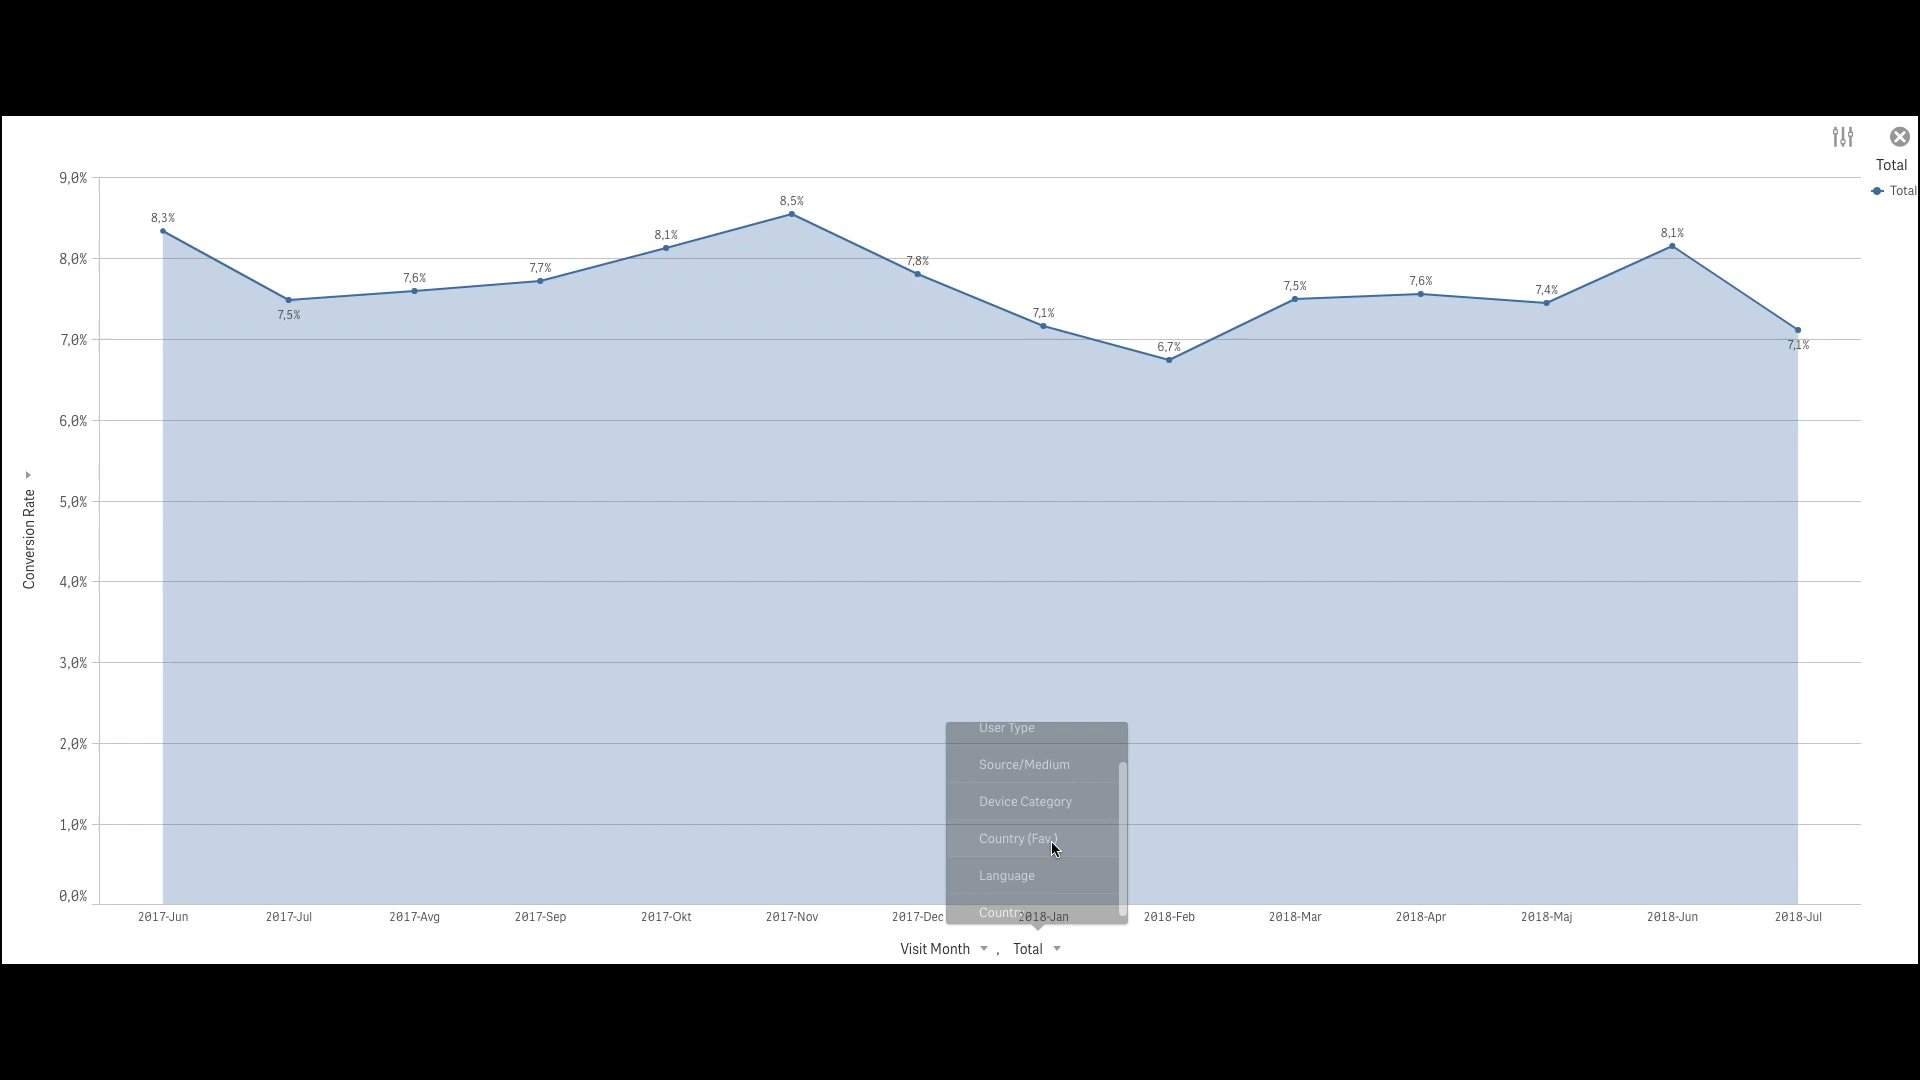 Total
Total
9,0%
8,0%
7,0%
6,0%
5,0%
4,0%
3,0%
2,0%
1,0%
0,0%
Conversion Rate
8,3%
7,5%
7,6%
7,7%
8,1%
8,5%
7,8%
7,1%
6,7%
7,5%
7,6%
7,4%
8,1%
7,1%
User Type
Source/Medium
Device Category
Country (Fav.)
Language
Country
2017-Jun 2017-Jul 2017-Avg 2017-Sep 2017-Okt 2017-Nov 2017-Dec 2018-Jan 2018-Feb 2018-Mar 2018-Apr 2018-Maj 2018-Jun 2018-Jul
Visit Month , Total